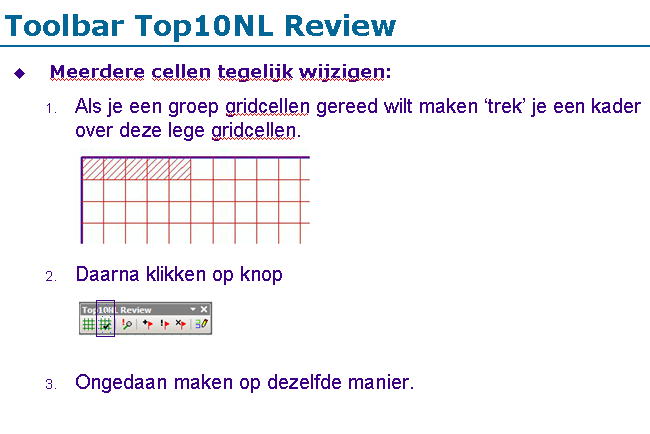 Toolbar Top10NL Review
Meerdere cellen tegelijk wijzigen:
1. Als je een groep gridcellen gereed wilt maken ‘trek’ je een kader
over deze lege gridcellen.
2. Daarna klikken op knop
Top10NL Review
3. Ongedaan maken op dezelfde manier.